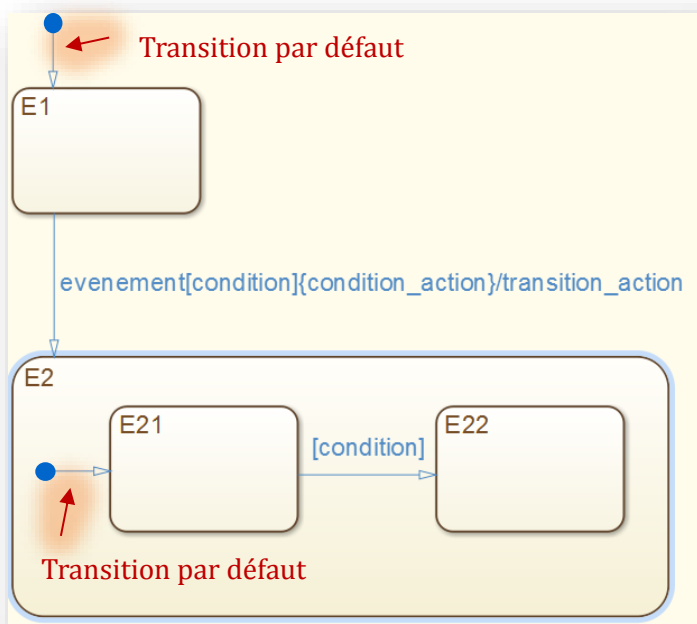 Transition par défaut
E1
evenement[condition]{condition_action}/transition_action
E2
E21
[condition]
E22
Transition par défaut